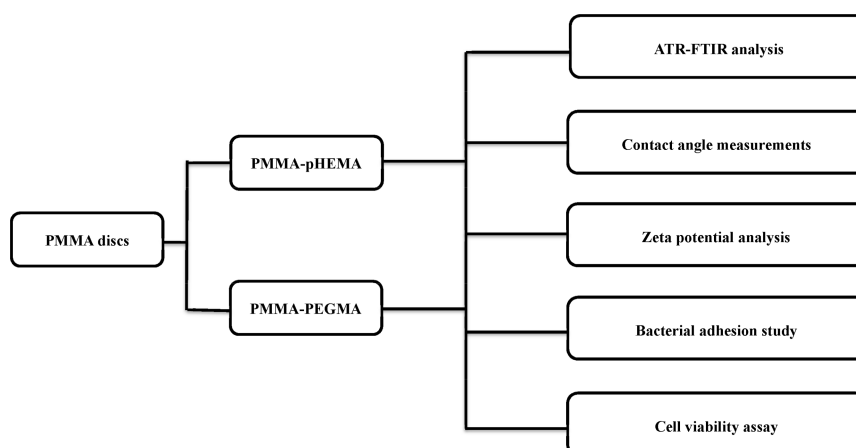 PMMA discs
PMMA-pHEMA
PMMA-PEGMA
ATR-FTIR analysis
Contact angle measurements
Zeta potential analysis
Bacterial adhesion study
Cell viability assay